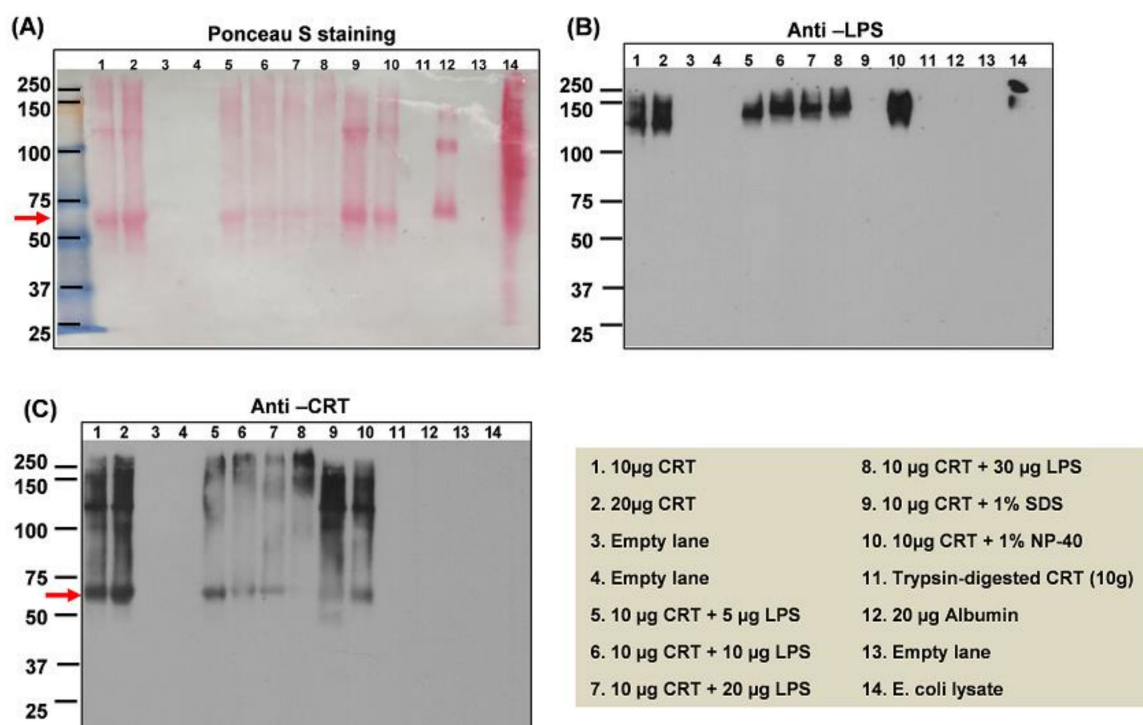 (A)
Ponceau S staining
1 2 3 4 5 6 7 8 9 10 11 12 13 14
250
150
100
75
50
37
25
(B)
Anti –LPS
1 2 3 4 5 6 7 8 9 10 11 12 13 14
250
150
100
75
50
37
25
(C)
Anti –CRT
1 2 3 4 5 6 7 8 9 10 11 12 13 14
250
150
100
75
50
37
25
1. 10µg CRT
2. 20µg CRT
3. Empty lane
4. Empty lane
5. 10 µg CRT + 5 µg LPS
6. 10 µg CRT + 10 µg LPS
7. 10 µg CRT + 20 µg LPS
8. 10 µg CRT + 30 µg LPS
9. 10 µg CRT + 1% SDS
10. 10µg CRT + 1% NP-40
11. Trypsin-digested CRT (10g)
12. 20 µg Albumin
13. Empty lane
14. E. coli lysate